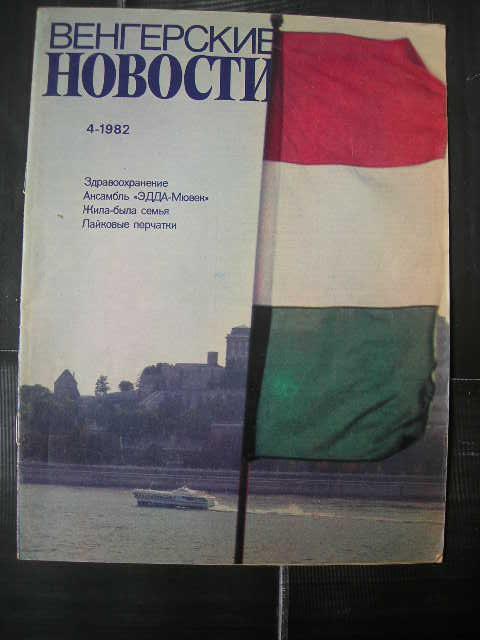 ВЕНГЕРСКИЕ
НОВОСТИ
4-1982
Здравоохранение
Ансамбль «ЭДДА-Мювек»
Жила-была семья
Лайковые перчатки